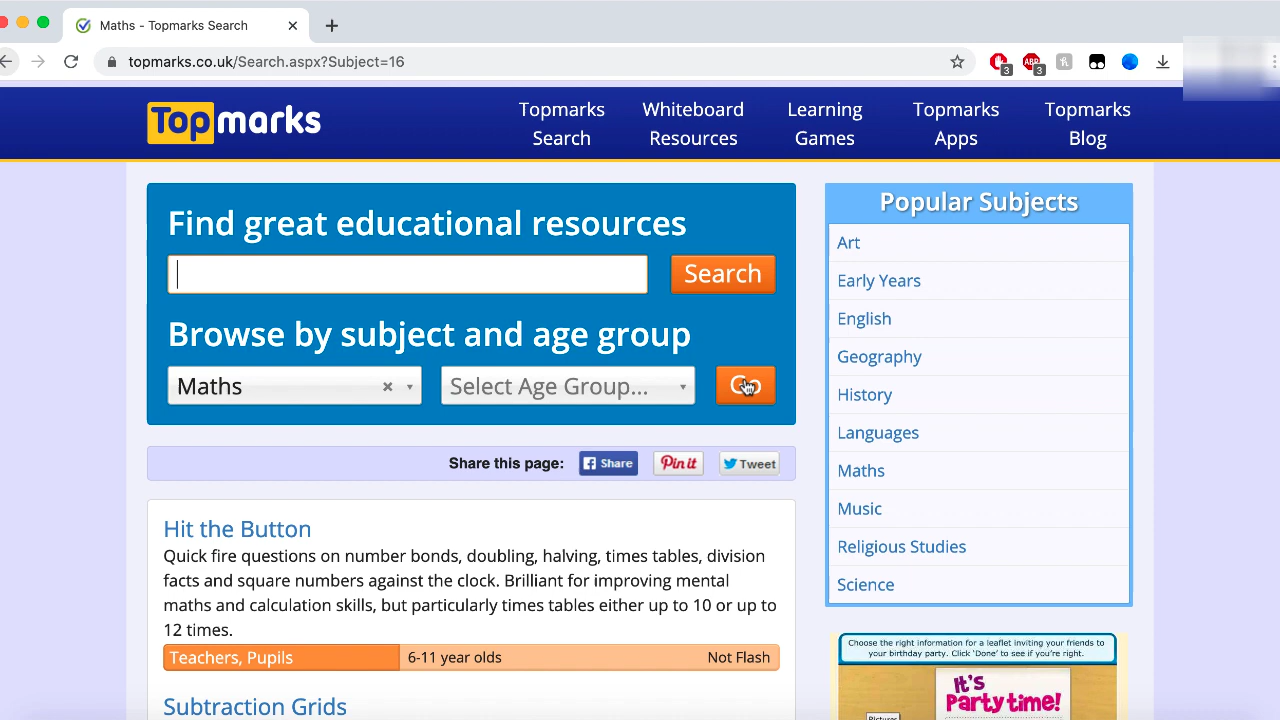 Maths - Topmarks Search
topmarks.co.uk/Search.aspx?Subject=16
3
ABP
3
Topmarks
Topmarks Search
Whiteboard Resources
Learning Games
Topmarks Apps
Topmarks Blog
Find great educational resources
Search
Browse by subject and age group
Maths
Select Age Group...
Go
Share this page:
Share
Pin it
Tweet
Hit the Button
Quick fire questions on number bonds, doubling, halving, times tables, division
facts and square numbers against the clock. Brilliant for improving mental
maths and calculation skills, but particularly times tables either up to 10 or up to
12 times.
Teachers, Pupils
6-11 year olds
Not Flash
Subtraction Grids
Popular Subjects
Art
Early Years
English
Geography
History
Languages
Maths
Music
Religious Studies
Science
Choose the right information for a leaflet inviting your friends to
your birthday party. Click 'Done' to see if you're right.
It's
Party time!
Pictures